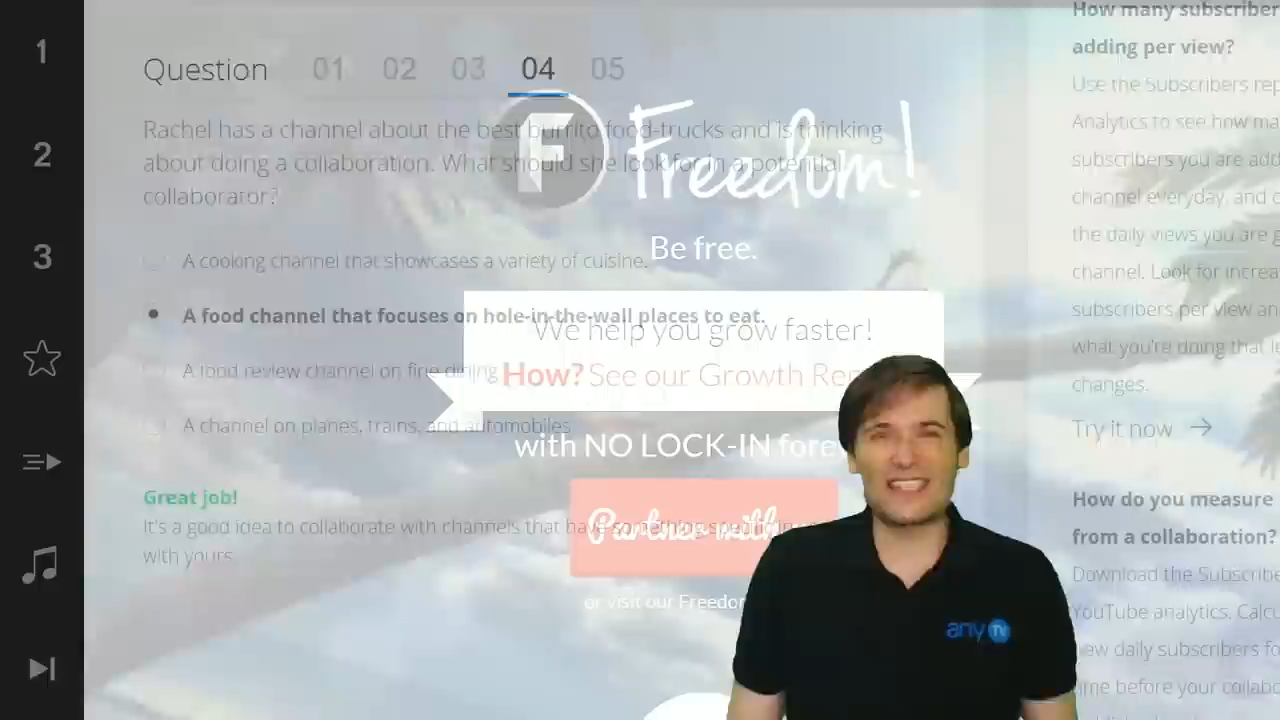 1
2
3
Question 01 02 03 04 05
Rachel has a channel about the best burrito food-trucks and is thinking
about doing a collaboration. What should she look for in a potential
collaborator?
A cooking channel that showcases a variety of cuisine.
A food channel that focuses on hole-in-the-wall places to eat.
A food review channel on fine dining
A channel on planes, trains, and automobiles
Great job!
It's a good idea to collaborate with channels that have something
with yours.
F Freedom!
Be free.
We help you grow faster!
How? See our Growth Rep
with NO LOCK-IN forev
Partner with
or visit our Freedom
any TV
How many subscriber
adding per view?
Use the Subscribers rep
Analytics to see how ma
subscribers you are add
channel everyday, and
the daily views you are g
channel. Look for increa
subscribers per view an
what you're doing that
changes.
Try it now
How do you measure
from a collaboration?
Download the Subscribe
YouTube analytics. Calcu
new daily subscribers fo
time before your collabo